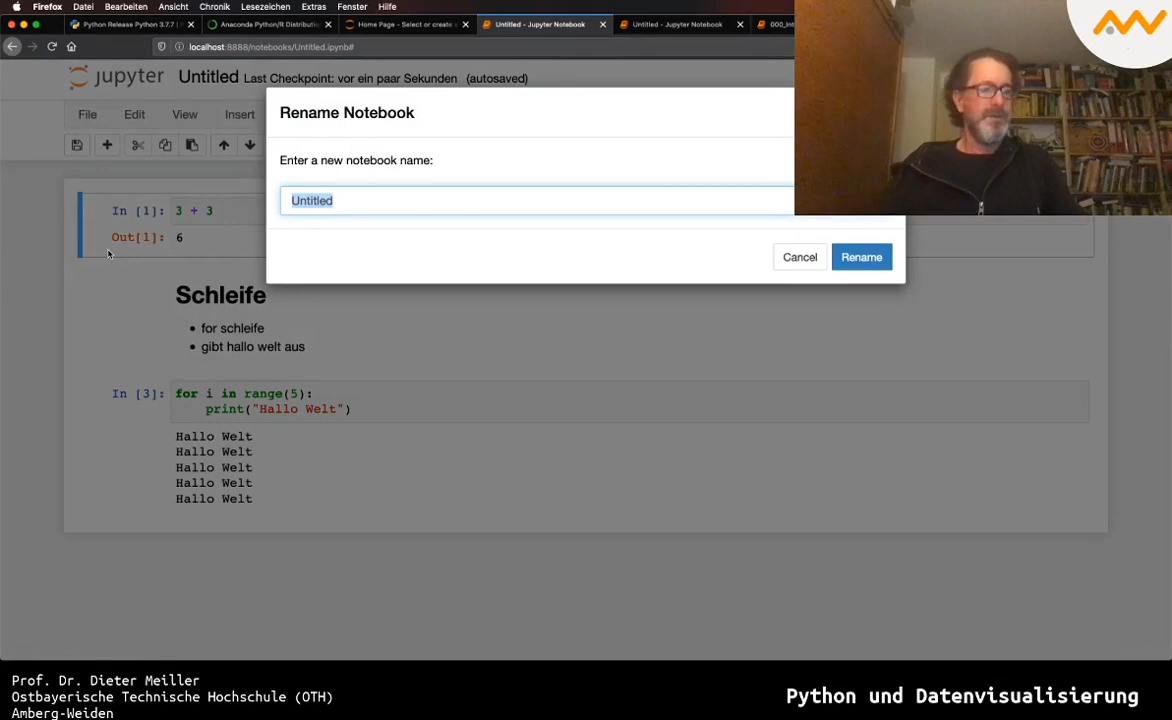 Firefox Datei Bearbeiten Ansicht Chronik Lesezeichen Extras Fenster Hilfe
Python Release Python 3.7.7 | Anaconda Python/R Distributi Home Page - Select or create Untitled - Jupyter Notebook Untitled - Jupyter Notebook
localhost:8888/notebooks/Untitled.ipynb#
jupyter Untitled Last Checkpoint: vor ein paar Sekunden (autosaved)
File Edit View Insert
Rename Notebook
Enter a new notebook name:
Untitled
Cancel Rename
In [1]: 3 + 3
Out[1]: 6
Schleife
• for schleife
• gibt hallo welt aus
In [3]: for i in range(5):
print("Hallo Welt")
Hallo Welt
Hallo Welt
Hallo Welt
Hallo Welt
Hallo Welt
Prof. Dr. Dieter Meiller
Ostbayerische Technische Hochschule (OTH)
Amberg-Weiden
Python und Datenvisualisierung